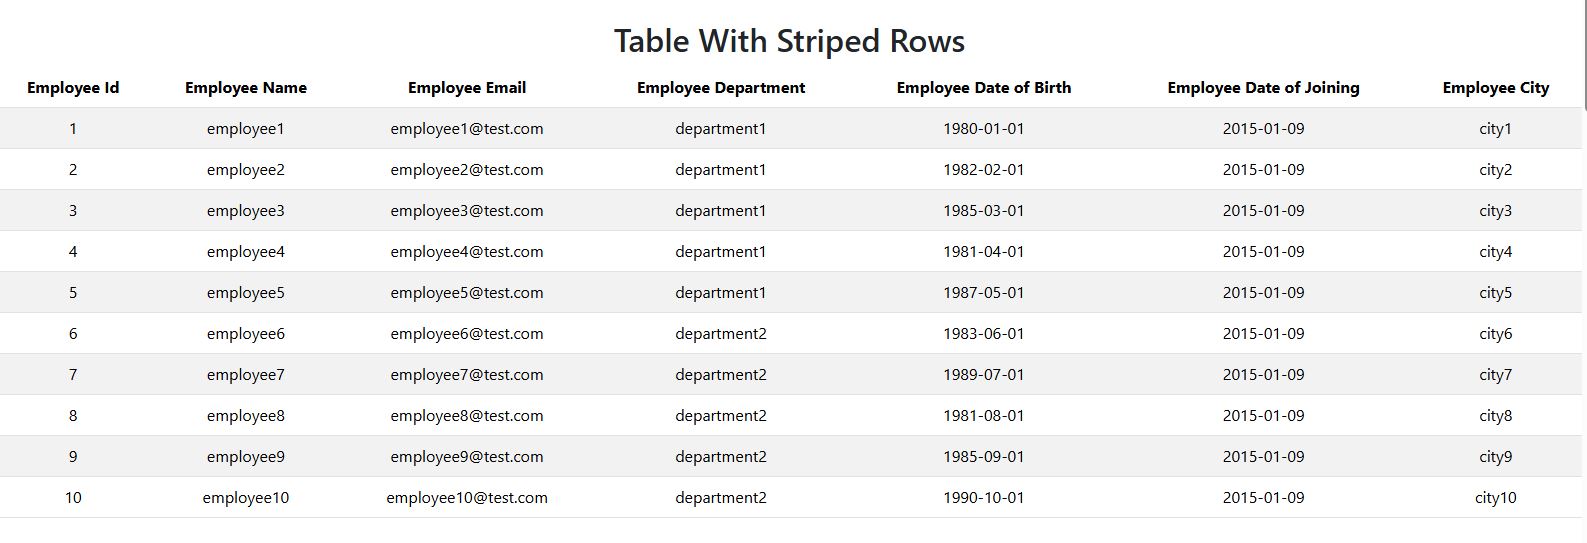 Table With Striped Rows
Employee Id Employee Name Employee Email Employee Department Employee Date of Birth Employee Date of Joining Employee City
1 employee1 employee1@test.com department1 1980-01-01 2015-01-09 city1
2 employee2 employee2@test.com department1 1982-02-01 2015-01-09 city2
3 employee3 employee3@test.com department1 1985-03-01 2015-01-09 city3
4 employee4 employee4@test.com department1 1981-04-01 2015-01-09 city4
5 employee5 employee5@test.com department1 1987-05-01 2015-01-09 city5
6 employee6 employee6@test.com department2 1983-06-01 2015-01-09 city6
7 employee7 employee7@test.com department2 1989-07-01 2015-01-09 city7
8 employee8 employee8@test.com department2 1981-08-01 2015-01-09 city8
9 employee9 employee9@test.com department2 1985-09-01 2015-01-09 city9
10 employee10 employee10@test.com department2 1990-10-01 2015-01-09 city10